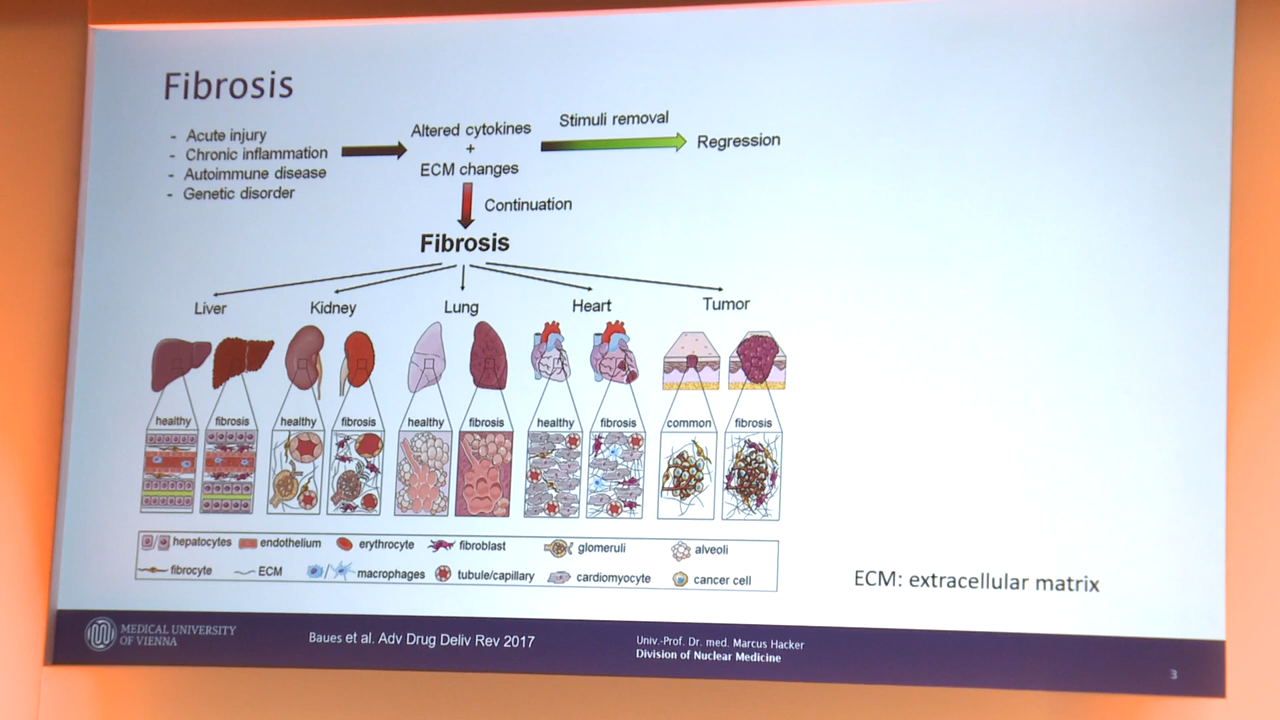 Fibrosis
- Acute injury
- Chronic inflammation
- Autoimmune disease
- Genetic disorder
Altered cytokines
+
ECM changes
Stimuli removal
Regression
Continuation
Fibrosis
Liver
Kidney
Lung
Heart
Tumor
healthy
fibrosis
healthy
fibrosis
healthy
fibrosis
healthy
fibrosis
common
fibrosis
hepatocytes
endothelium
erythrocyte
fibroblast
glomeruli
alveoli
fibrocyte
ECM
macrophages
tubule/capillary
cardiomyocyte
cancer cell
ECM: extracellular matrix
MEDICAL UNIVERSITY
OF VIENNA
Baues et al. Adv Drug Deliv Rev 2017
Univ.-Prof. Dr. med. Marcus Hacker
Division of Nuclear Medicine
3